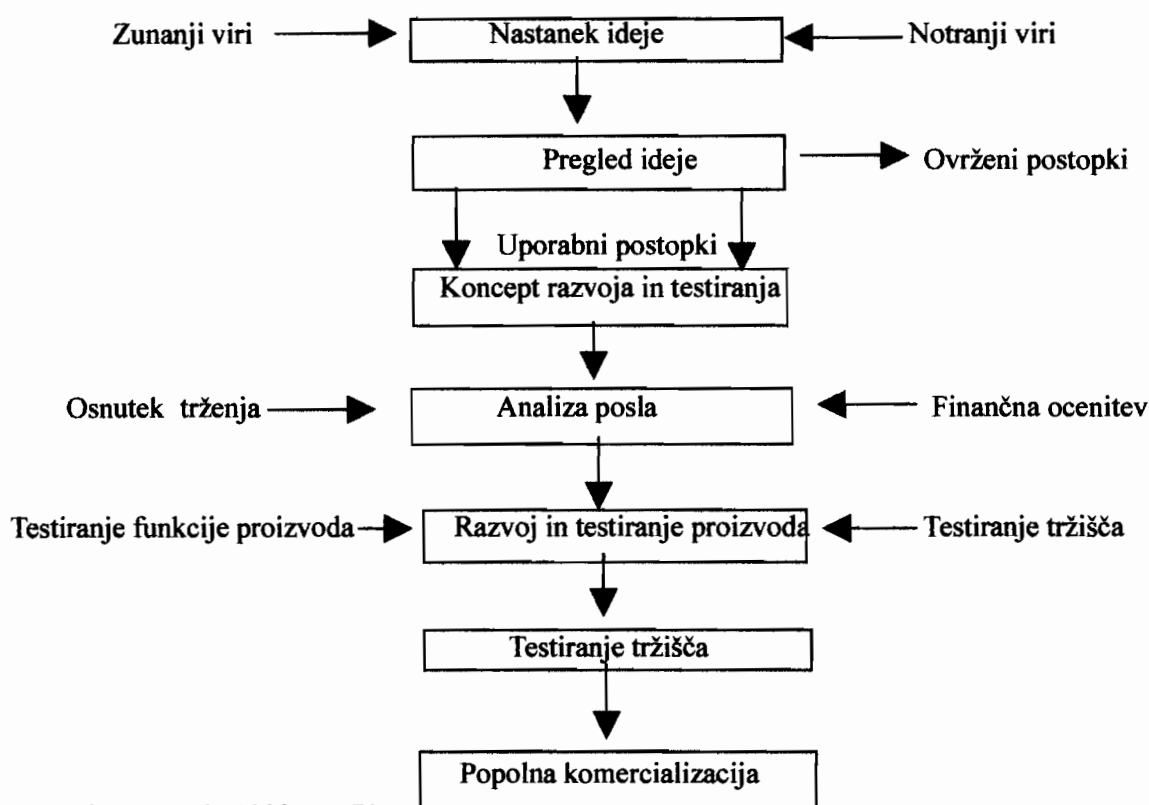 Zunanji viri
Nastanek ideje
Notranji viri
Pregled ideje
Ovrženi postopki
Uporabni postopki
Koncept razvoja in testiranja
Osnutek trženja
Analiza posla
Finančna ocenitev
Testiranje funkcije proizvoda
Razvoj in testiranje proizvoda
Testiranje tržišča
Testiranje tržišča
Popolna komercializacija